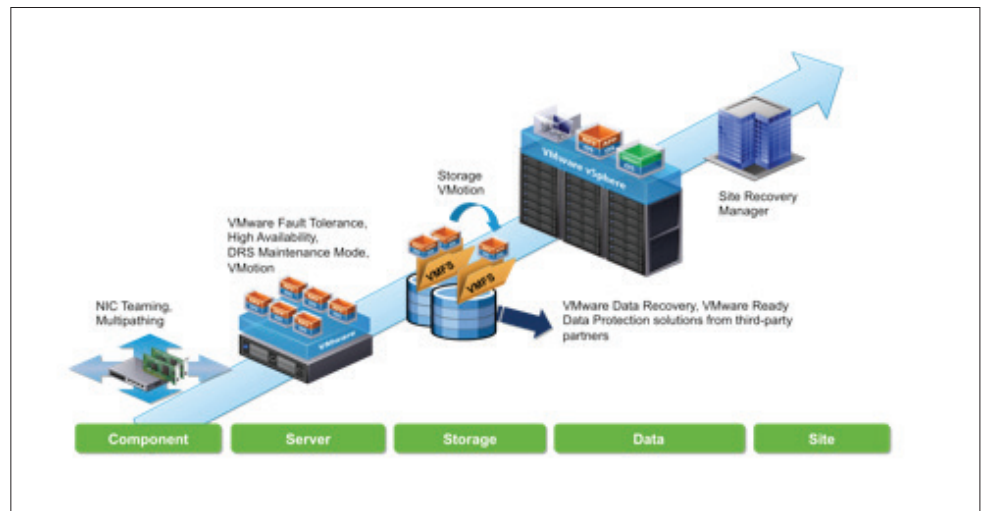 Storage
VMotion
VMware vSphere
Site Recovery
Manager
VMware Fault Tolerance,
High Availability,
DRS Maintenance Mode,
VMotion
VMFS
VMFS
NIC Teaming,
Multipathing
VMware
VMware Data Recovery, VMware Ready
Data Protection solutions from third-party
partners
Component
Server
Storage
Data
Site